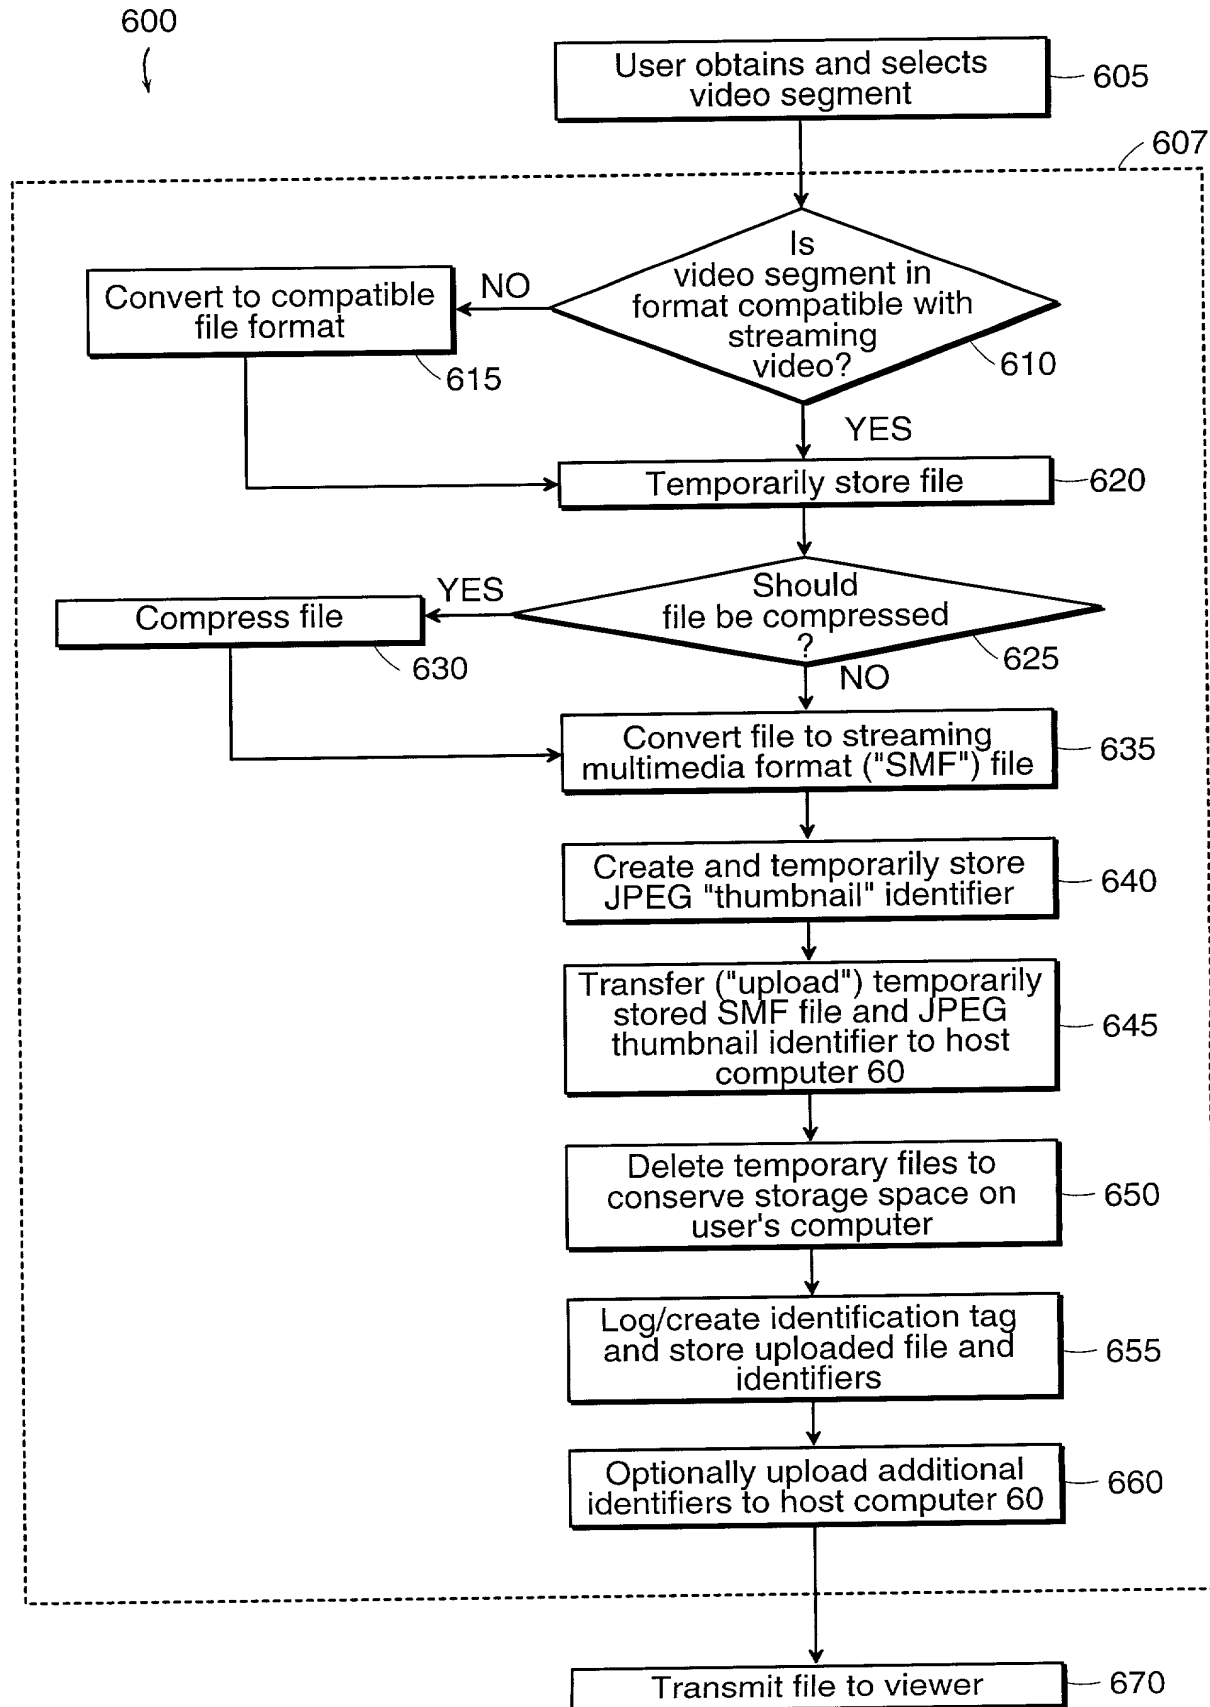 600
User obtains and selects
video segment
605
607
Is
video segment in
format compatible with
streaming
video?
610
NO
Convert to compatible
file format
615
YES
Temporarily store file
620
Should
file be compressed
?
625
YES
Compress file
630
NO
Convert file to streaming
multimedia format ("SMF") file
635
Create and temporarily store
JPEG "thumbnail" identifier
640
Transfer ("upload") temporarily
stored SMF file and JPEG
thumbnail identifier to host
computer 60
645
Delete temporary files to
conserve storage space on
user's computer
650
Log/create identification tag
and store uploaded file and
identifiers
655
Optionally upload additional
identifiers to host computer 60
660
Transmit file to viewer
670